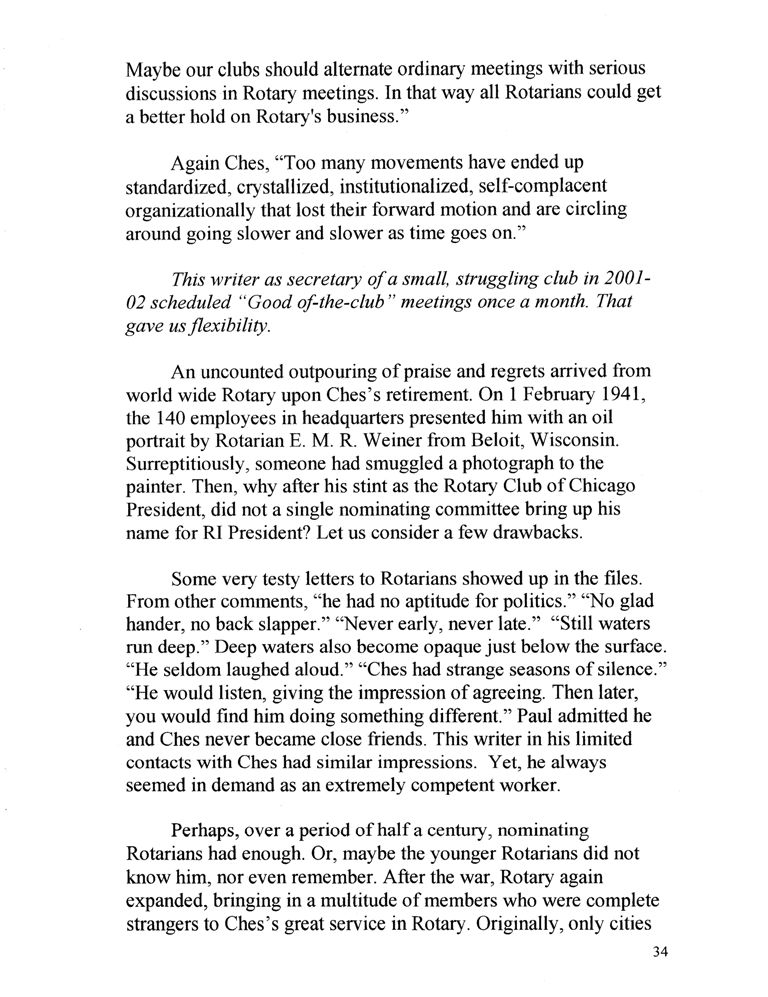 Maybe our clubs should alternate ordinary meetings with serious
discussions in Rotary meetings. In that way all Rotarians could get
a better hold on Rotary's business.”
Again Ches, “Too many movements have ended up
standardized, crystallized, institutionalized, self-complacent
organizationally that lost their forward motion and are circling
around going slower and slower as time goes on.”
This writer as secretary of a small, struggling club in 2001-
02 scheduled “Good of-the-club” meetings once a month. That
gave us flexibility.
An uncounted outpouring of praise and regrets arrived from
world wide Rotary upon Ches’s retirement. On 1 February 1941,
the 140 employees in headquarters presented him with an oil
portrait by Rotarian E. M. R. Weiner from Beloit, Wisconsin.
Surreptitiously, someone had smuggled a photograph to the
painter. Then, why after his stint as the Rotary Club of Chicago
President, did not a single nominating committee bring up his
name for RI President? Let us consider a few drawbacks.
Some very testy letters to Rotarians showed up in the files.
From other comments, “he had no aptitude for politics.” “No glad
hander, no back slapper.” “Never early, never late.”  “Still waters
run deep.” Deep waters also become opaque just below the surface.
“He seldom laughed aloud.” “Ches had strange seasons of silence.”
“He would listen, giving the impression of agreeing. Then later,
you would find him doing something different.” Paul admitted he
and Ches never became close friends. This writer in his limited
contacts with Ches had similar impressions.  Yet, he always
seemed in demand as an extremely competent worker.
Perhaps, over a period of half a century, nominating
Rotarians had enough. Or, maybe the younger Rotarians did not
know him, nor even remember. After the war, Rotary again
expanded, bringing in a multitude of members who were complete
strangers to Ches’s great service in Rotary. Originally, only cities
34